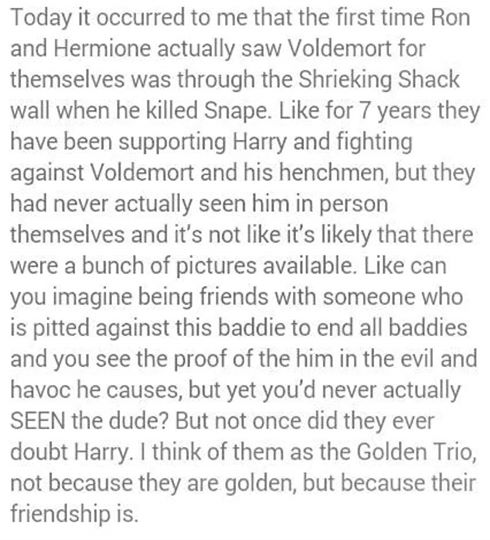 Today it occurred to me that the first time Ron
and Hermione actually saw Voldemort for
themselves was through the Shrieking Shack
wall when he killed Snape. Like for 7 years they
have been supporting Harry and fighting
against Voldemort and his henchmen, but they
had never actually seen him in person
themselves and it's not like it's likely that there
were a bunch of pictures available. Like can
you imagine being friends with someone who
is pitted against this baddie to end all baddies
and you see the proof of the him in the evil and
havoc he causes, but yet you'd never actually
SEEN the dude? But not once did they ever
doubt Harry. I think of them as the Golden Trio,
not because they are golden, but because their
friendship is.